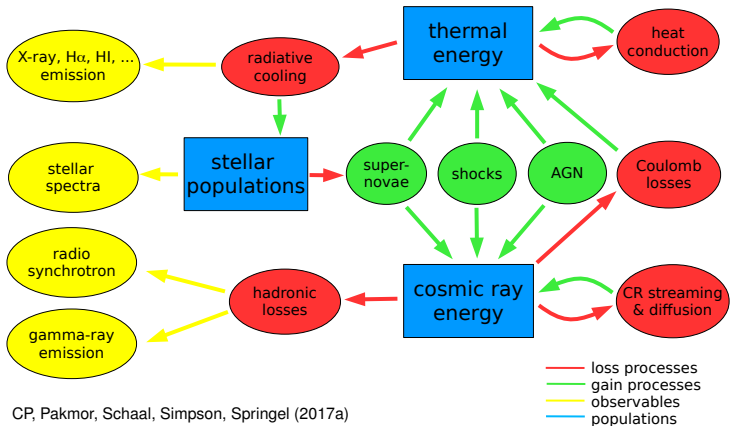 X-ray, Hα, HI, ...
emission
radiative
cooling
thermal
energy
heat
conduction
stellar
spectra
stellar
populations
super-
novae
shocks
AGN
Coulomb
losses
radio
synchrotron
gamma-ray
emission
hadronic
losses
cosmic ray
energy
CR streaming
& diffusion
loss processes
gain processes
observables
populations
CP, Pakmor, Schaal, Simpson, Springel (2017a)